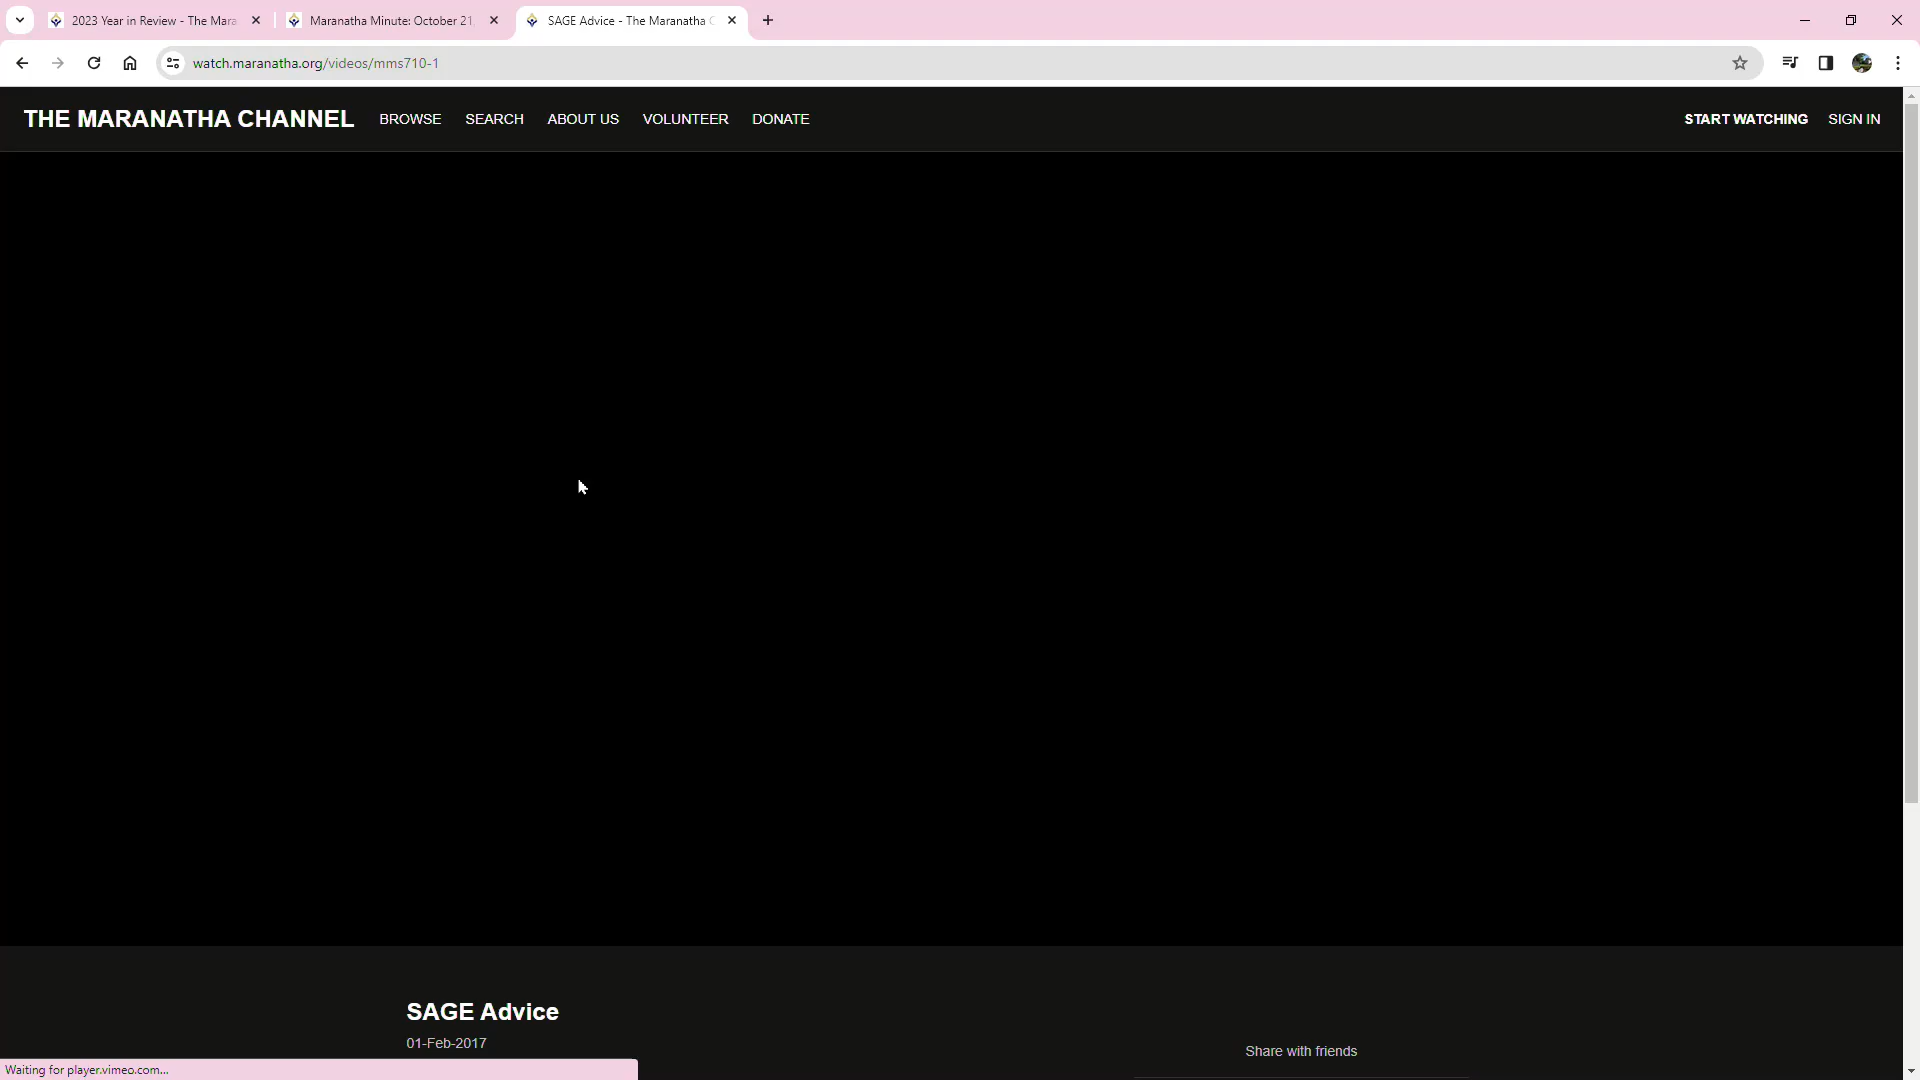 2023 Year in Review - The Mara
Maranatha Minute: October 21,
SAGE Advice - The Maranatha C
watch.maranatha.org/videos/mms710-1
THE MARANATHA CHANNEL
BROWSE
SEARCH
ABOUT US
VOLUNTEER
DONATE
START WATCHING
SIGN IN
SAGE Advice
01-Feb-2017
Share with friends
Waiting for player.vimeo.com...